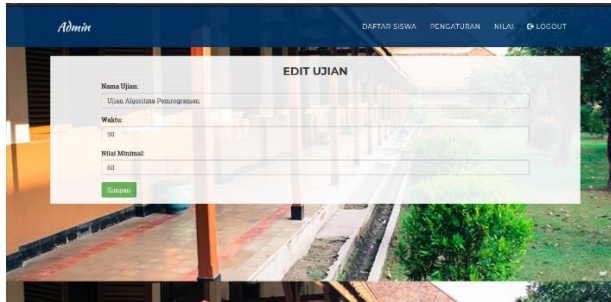 Admin
DAFTAR SISWA PENGATURAN NILAI LOGOUT
EDIT UJIAN
Nama Ujian:
Ujian Algoritma Pemrograman
Waktu:
90
Nilai Minimal:
60
Simpan